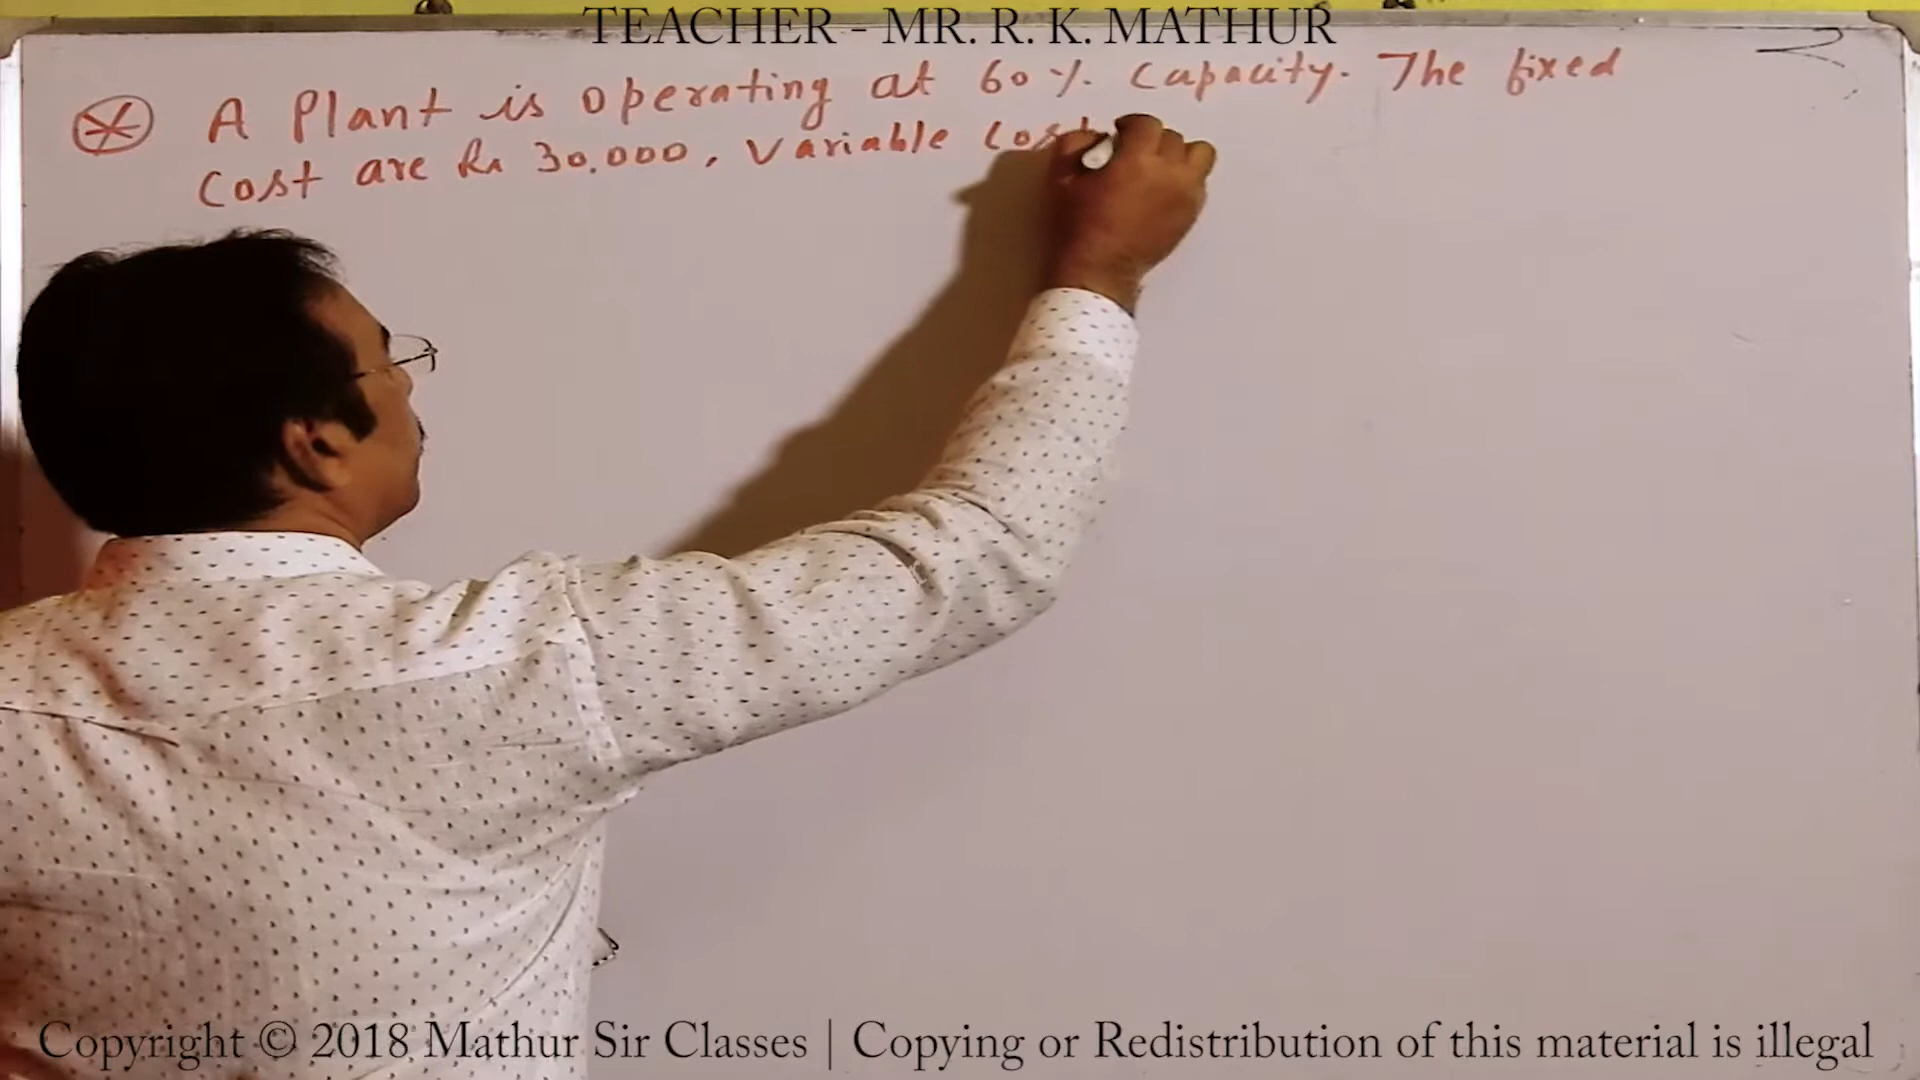 TEACHER - MR. R. K. MATHUR
A Plant is operating at 60% Capacity. The fixed
Cost are Rs 30,000, Variable Cost
Copyright © 2018 Mathur Sir Classes | Copying or Redistribution of this material is illegal